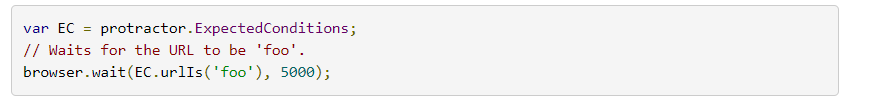 var EC = protractor.ExpectedConditions;
// Waits for the URL to be 'foo'.
browser.wait(EC.urlIs('foo'), 5000);